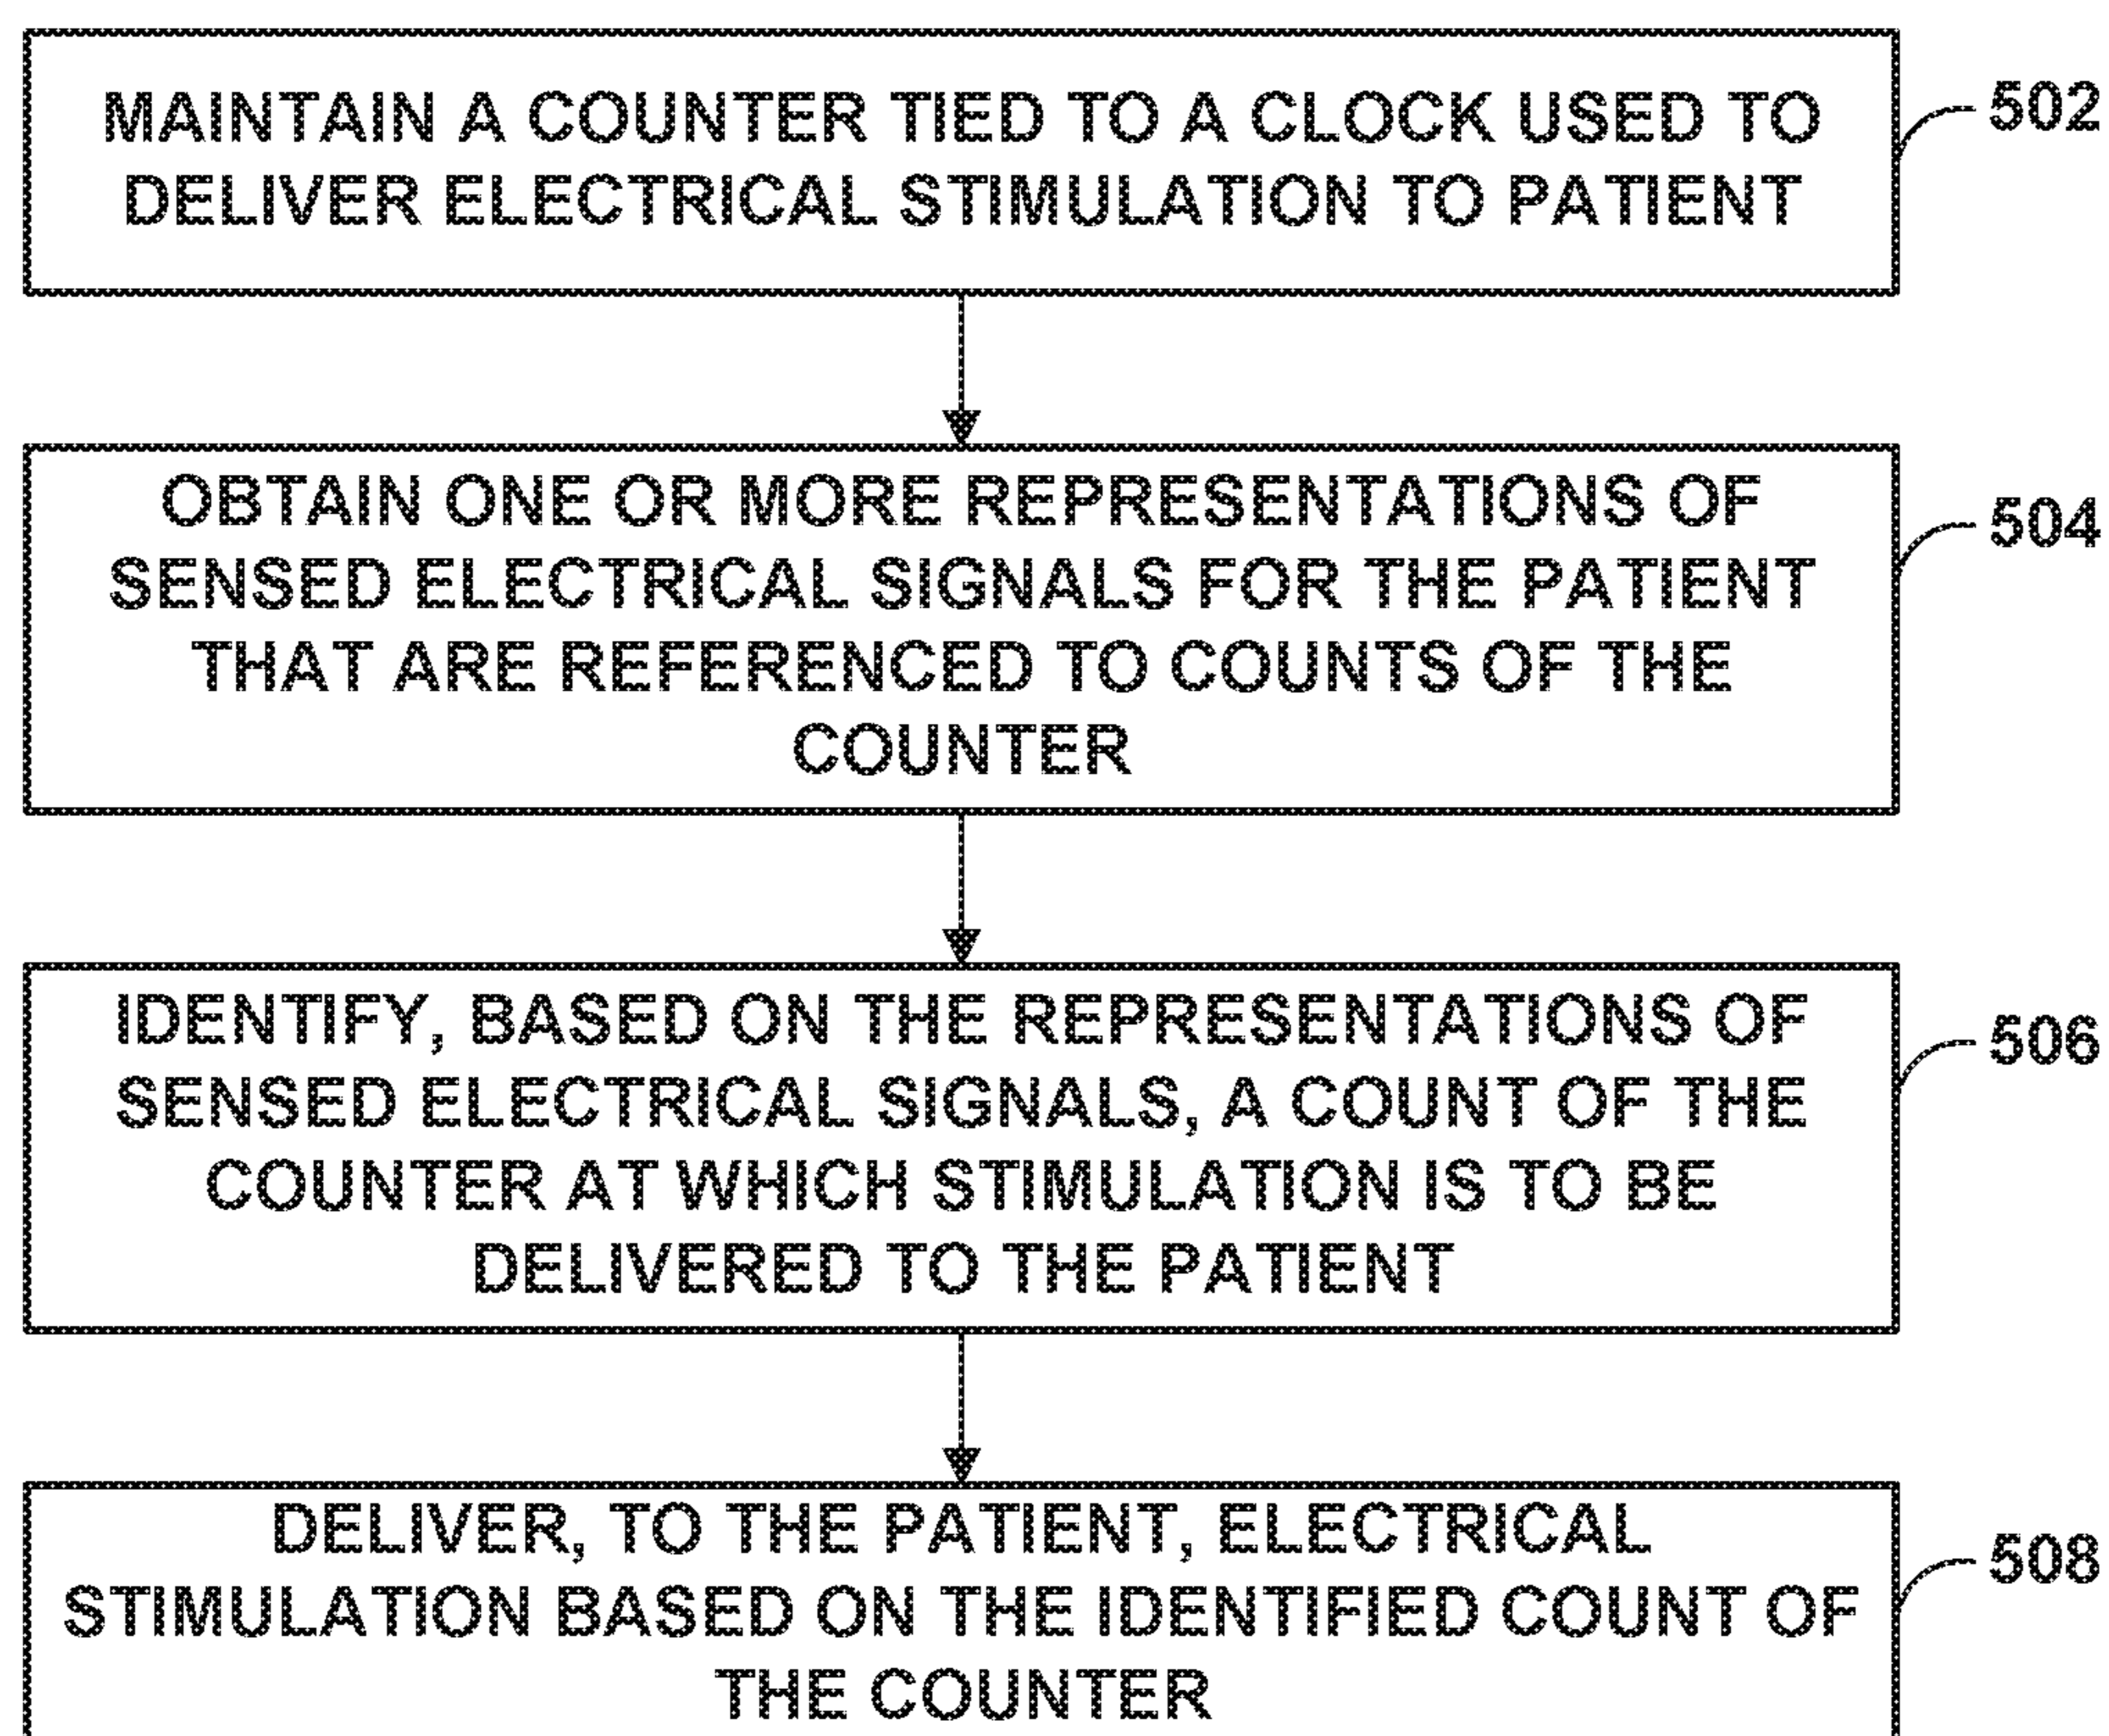 MAINTAIN A COUNTER TIED TO A CLOCK USED TO
DELIVER ELECTRICAL STIMULATION TO PATIENT
502
OBTAIN ONE OR MORE REPRESENTATIONS OF
SENSED ELECTRICAL SIGNALS FOR THE PATIENT
THAT ARE REFERENCED TO COUNTS OF THE
COUNTER
504
IDENTIFY, BASED ON THE REPRESENTATIONS OF
SENSED ELECTRICAL SIGNALS, A COUNT OF THE
COUNTER AT WHICH STIMULATION IS TO BE
DELIVERED TO THE PATIENT
506
DELIVER, TO THE PATIENT, ELECTRICAL
STIMULATION BASED ON THE IDENTIFIED COUNT OF
THE COUNTER
508